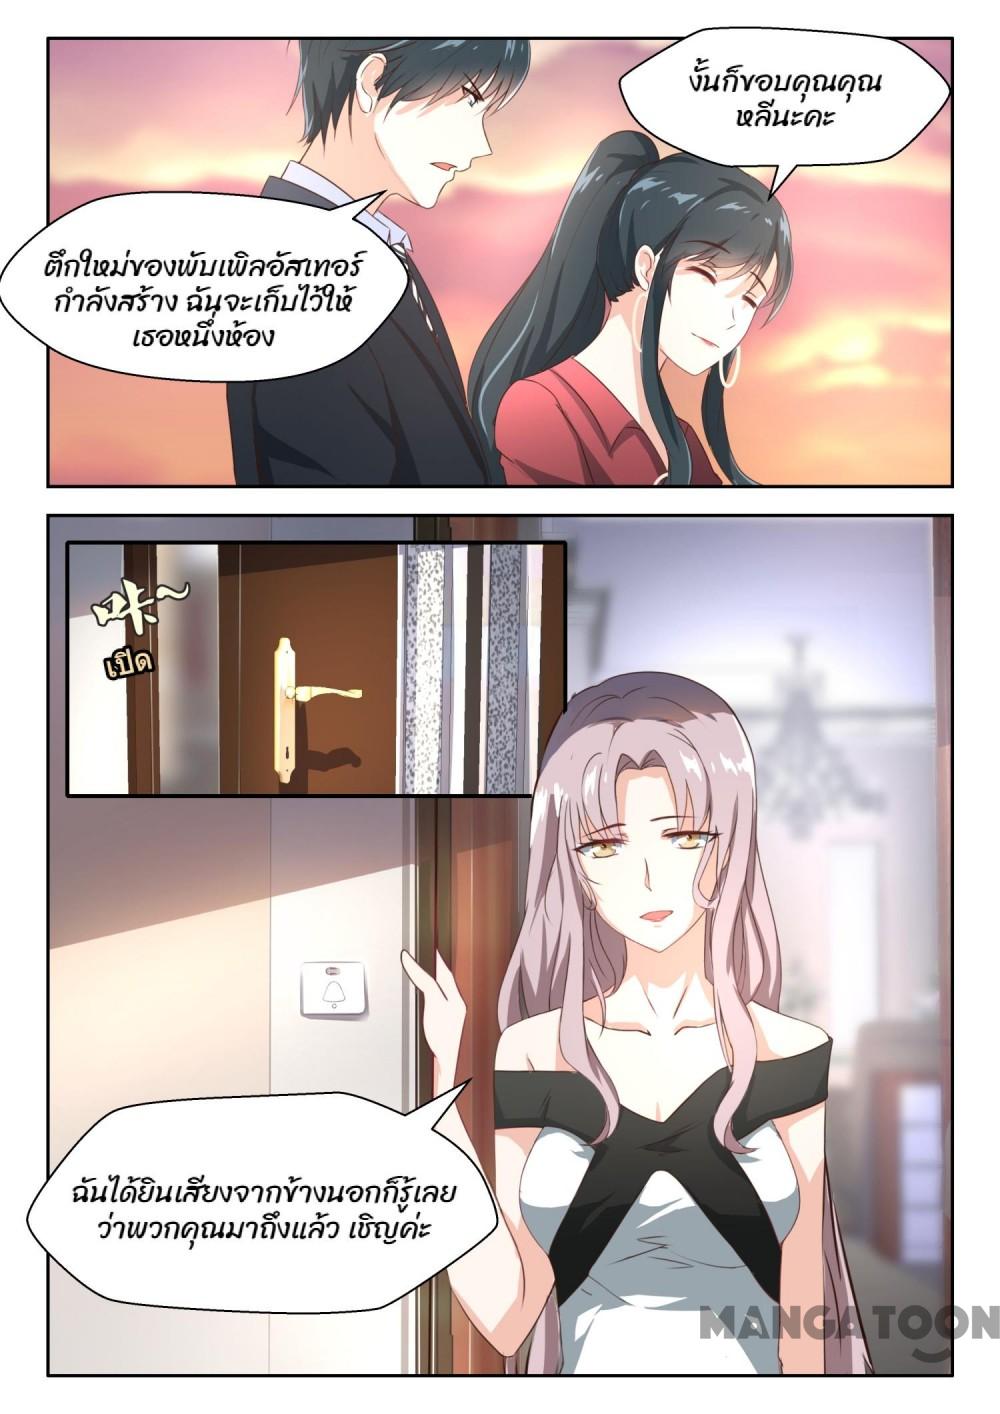 งั้นก็ขอบคุณคุณ
หลีนะคะ
ตึกใหม่ของพับเพิลอัสเทอร์
กำลังสร้าง ฉันจะเก็บไว้ให้
เธอหนึ่งห้อง
咔~
เปิด
ฉันได้ยินเสียงจากข้างนอกก็รู้เลย
ว่าพวกคุณมาถึงแล้ว เชิญค่ะ
MANGATOON